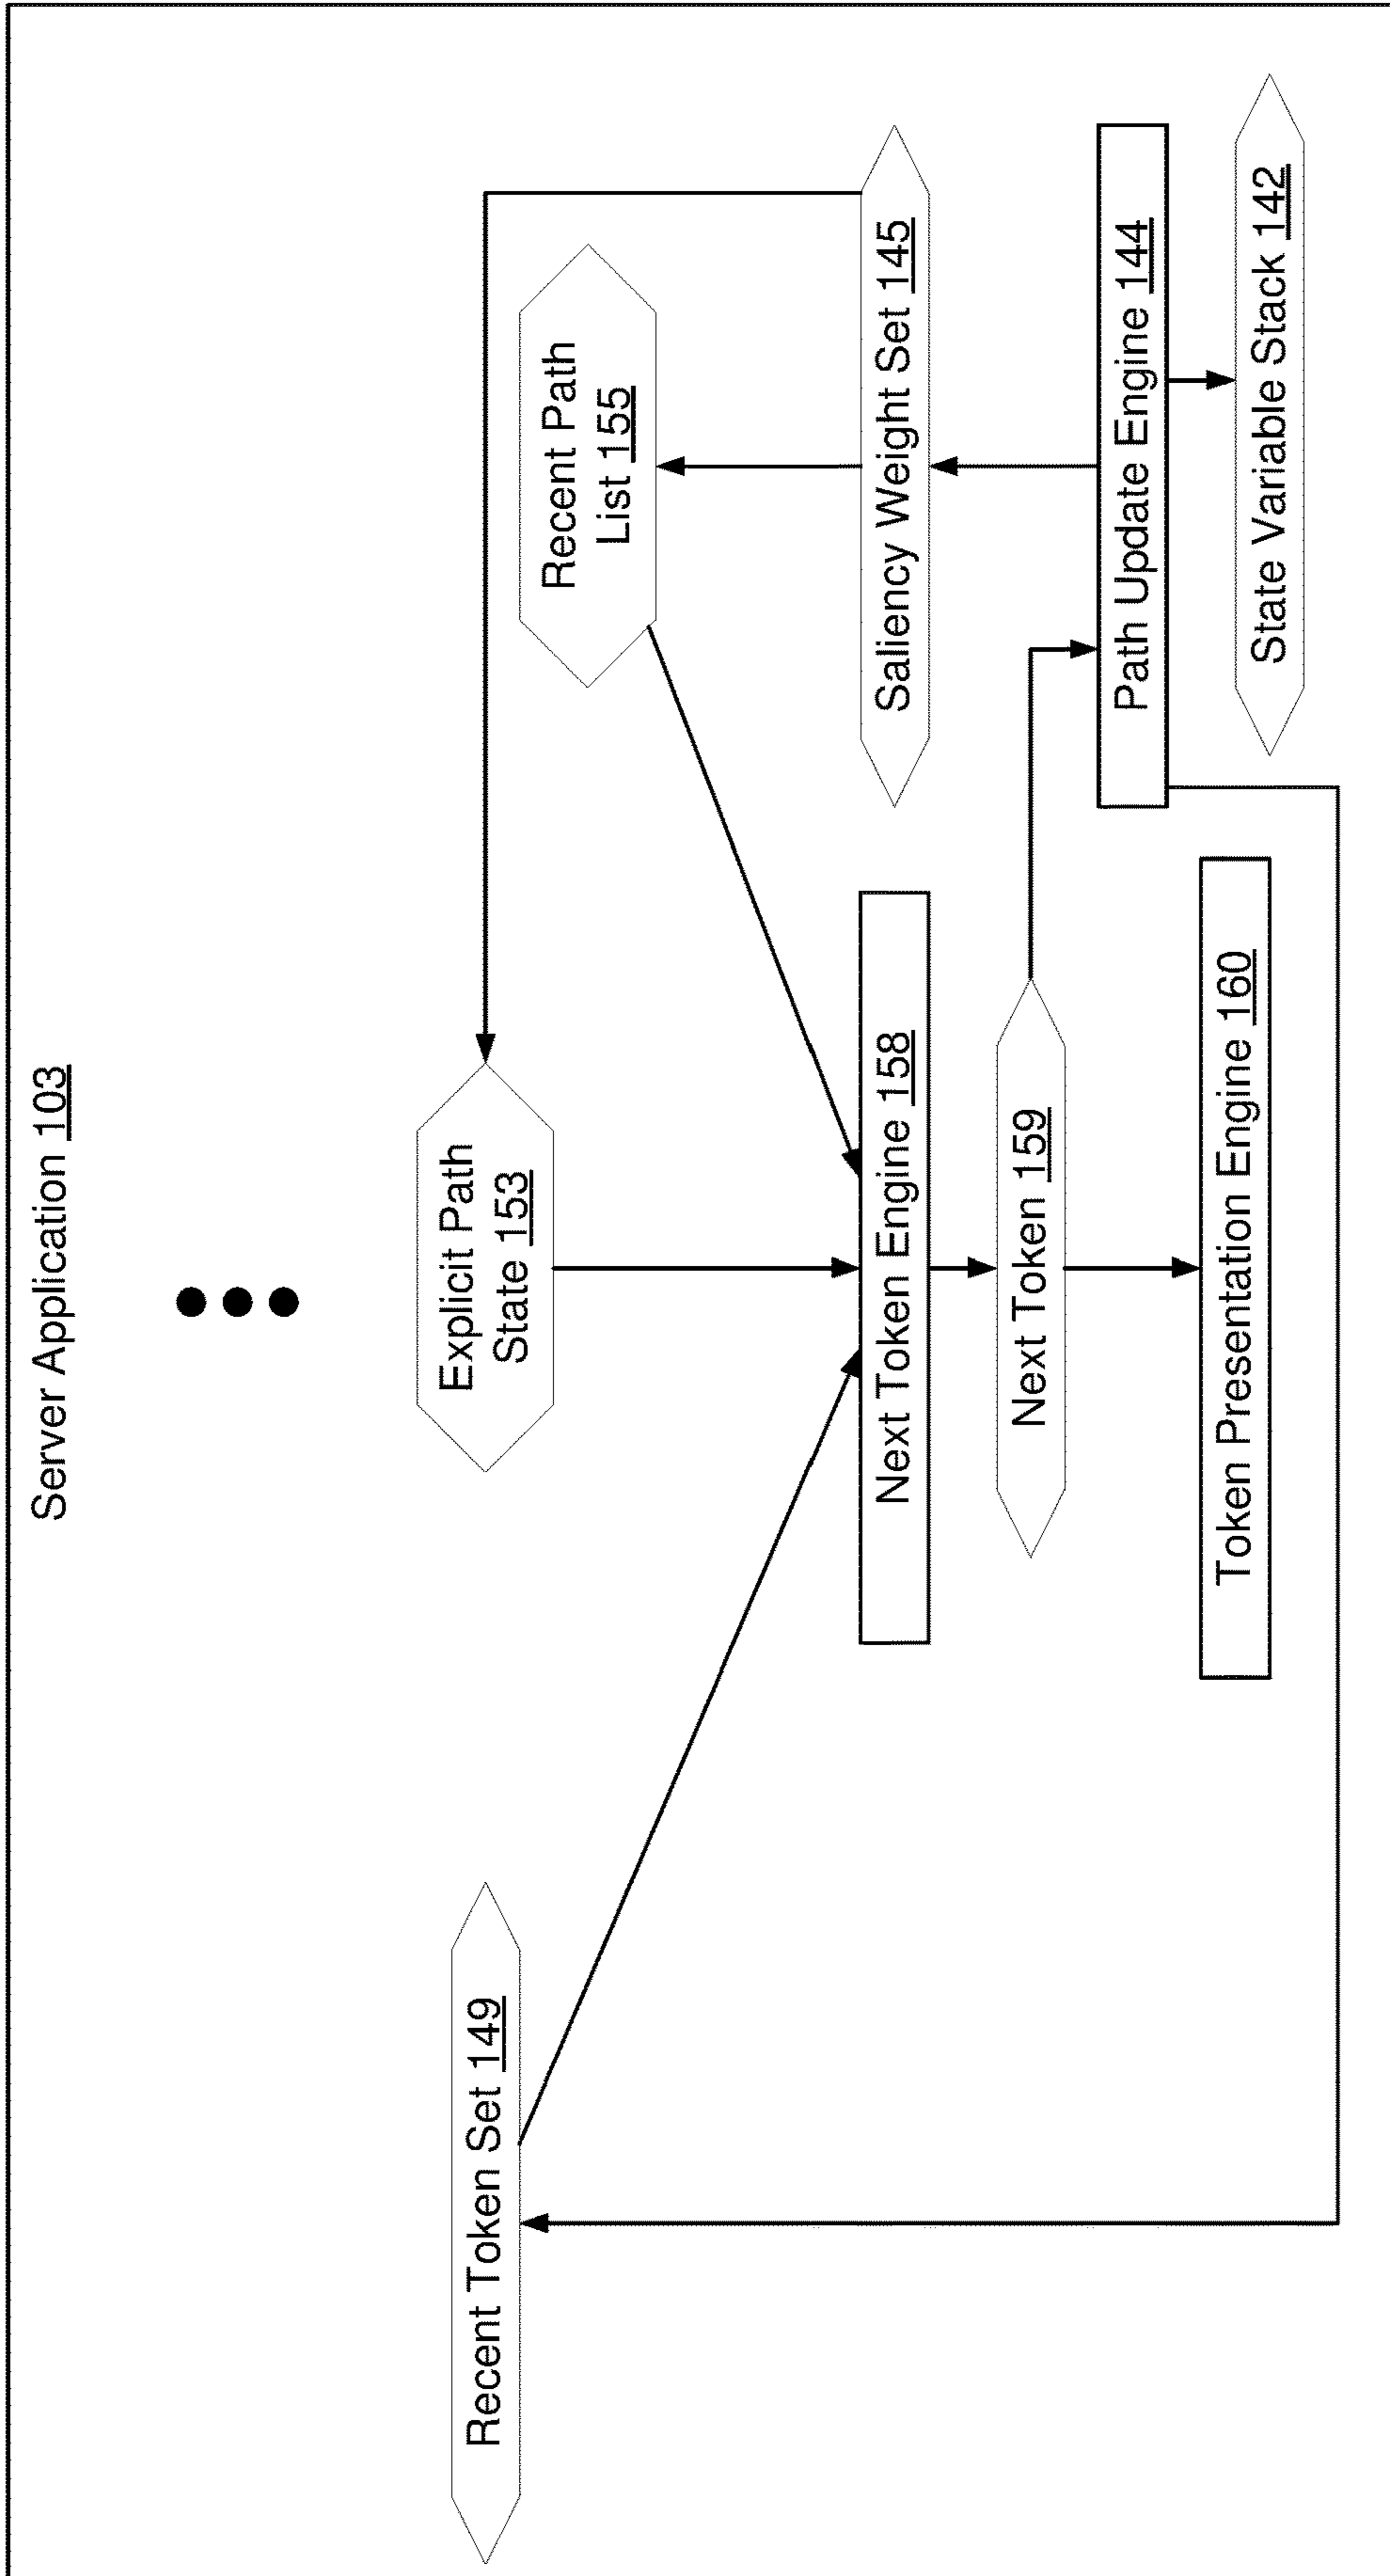 Server Application 103
Explicit Path
State 153
Recent Token Set 149
Recent Path
List 155
Next Token Engine 158
Saliency Weight Set 145
Next Token 159
Path Update Engine 144
Token Presentation Engine 160
State Variable Stack 142